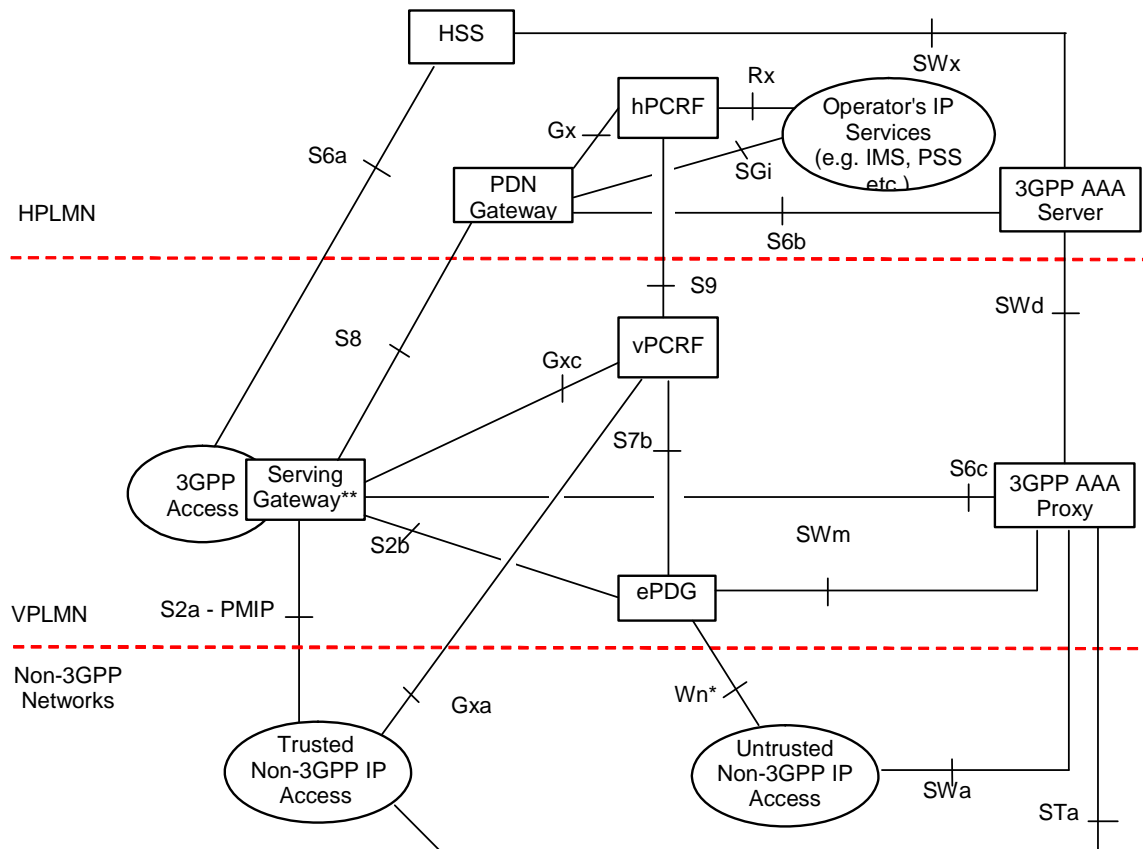 HSS
SWx
Rx
hPCRF
Operator's IP
Services
(e.g. IMS, PSS
etc.)
Gx
S6a
SGi
PDN
Gateway
3GPP AAA
Server
HPLMN
S6b
S9
SWd
S8
vPCRF
Gxc
S7b
S6c
3GPP
Access
Serving
Gateway**
3GPP AAA
Proxy
S2b
SWm
ePDG
S2a - PMIP
VPLMN
Non-3GPP
Networks
Gxa
Wn*
Trusted
Non-3GPP IP
Access
Untrusted
Non-3GPP IP
Access
SWa
STa